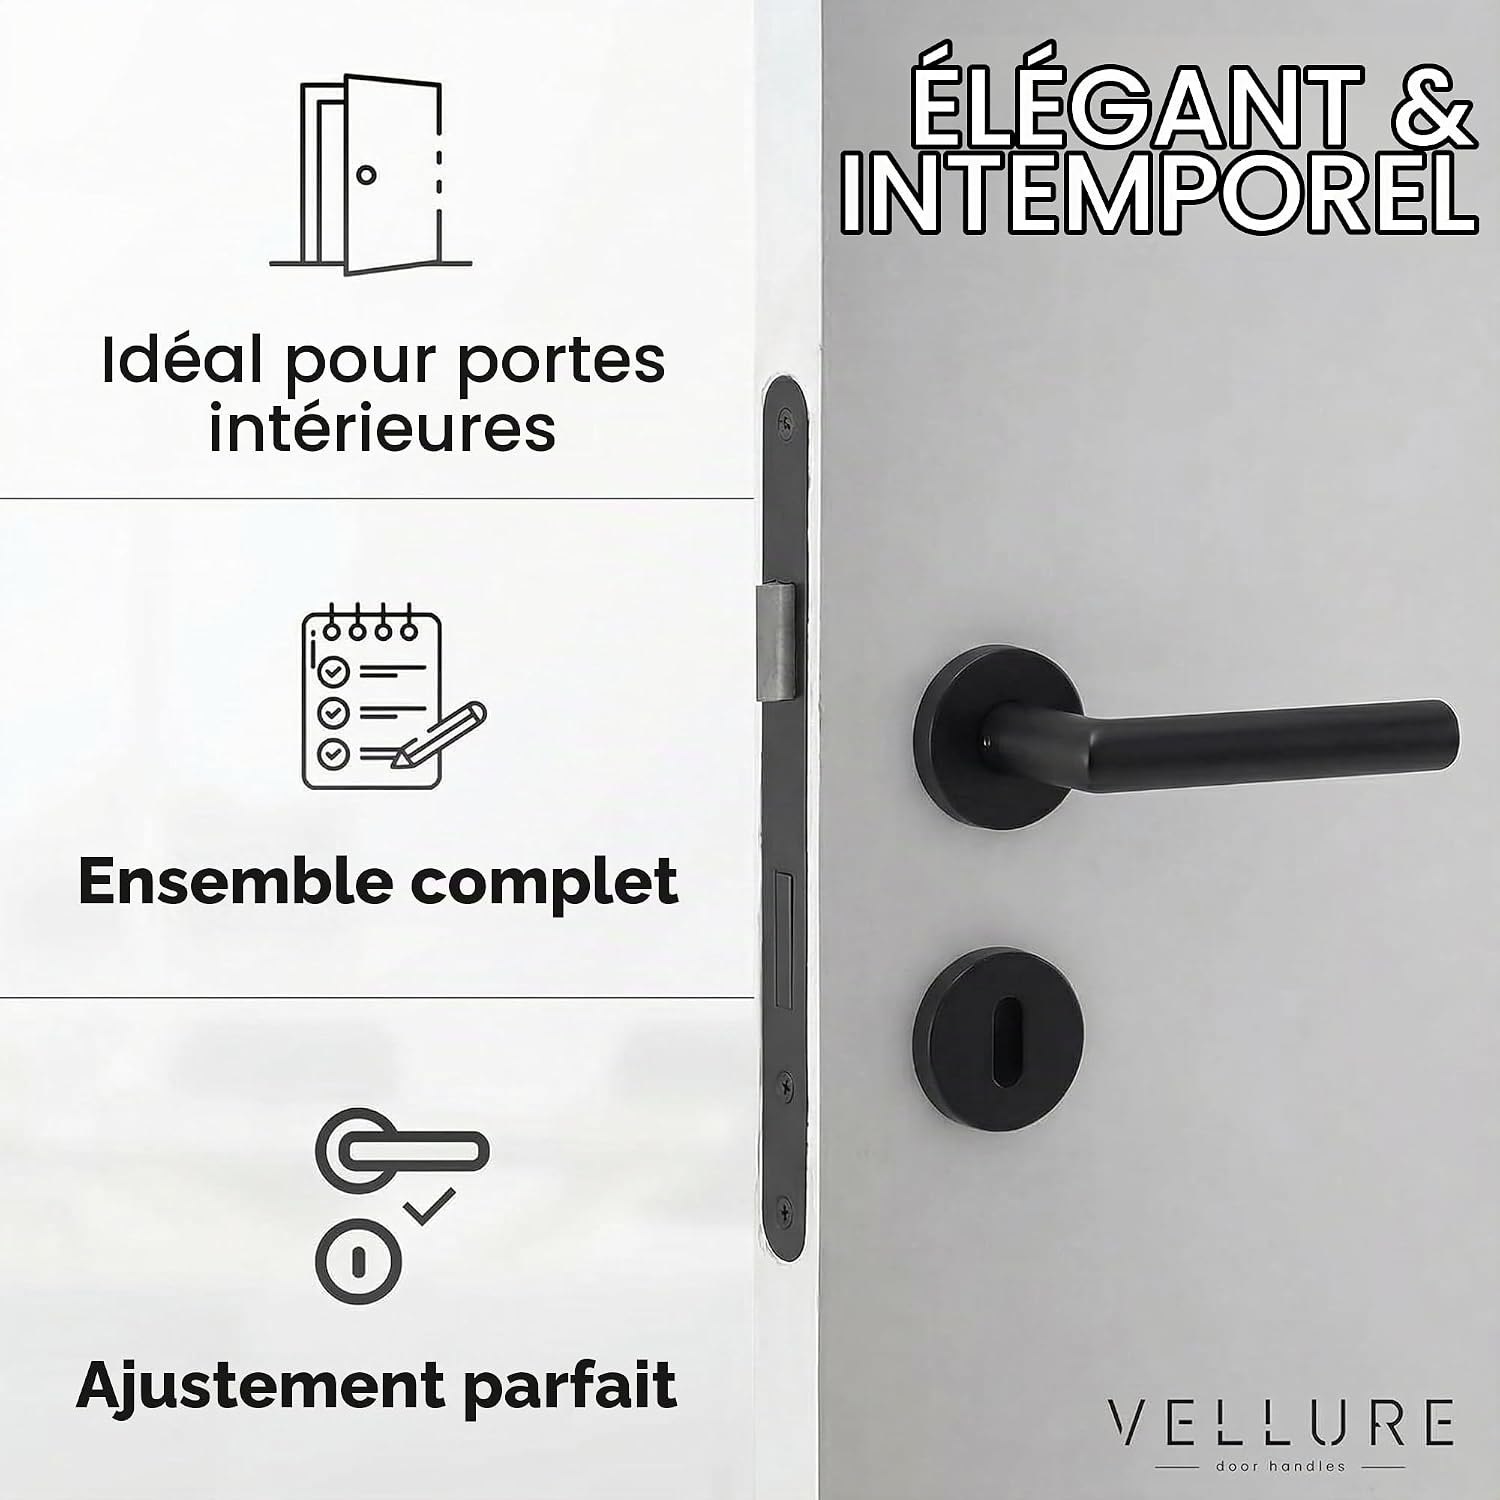 ÉLÉGANT &
INTEMPOREL
Idéal pour portes
intérieures
Ensemble complet
Ajustement parfait
VELLURE
door handles